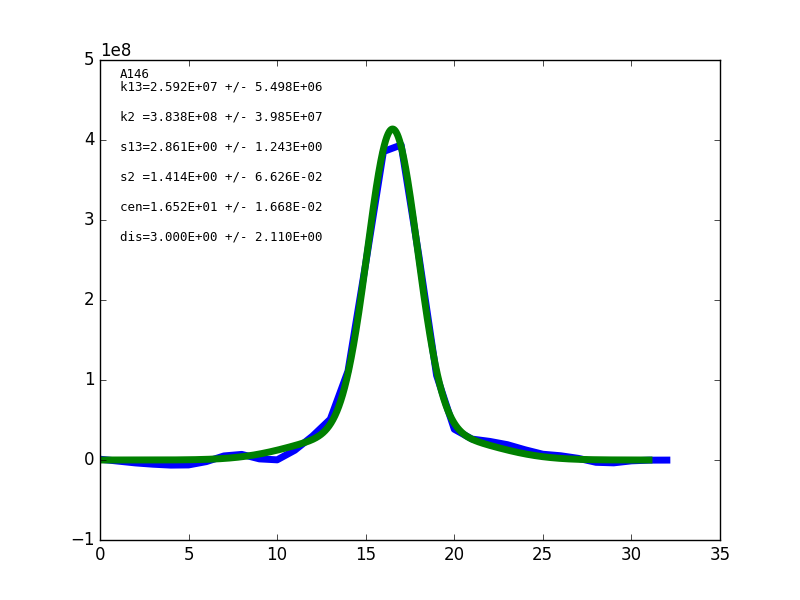 1e8
5
A146
k13=2.592E+07 +/- 5.498E+06
k2 =3.838E+08 +/- 3.985E+07
4
s13=2.861E+00 +/- 1.243E+00
s2 =1.414E+00 +/- 6.626E-02
cen=1.652E+01 +/- 1.668E-02
dis=3.000E+00 +/- 2.110E+00
3
2
1
0
−1
0 5 10 15 20 25 30 35